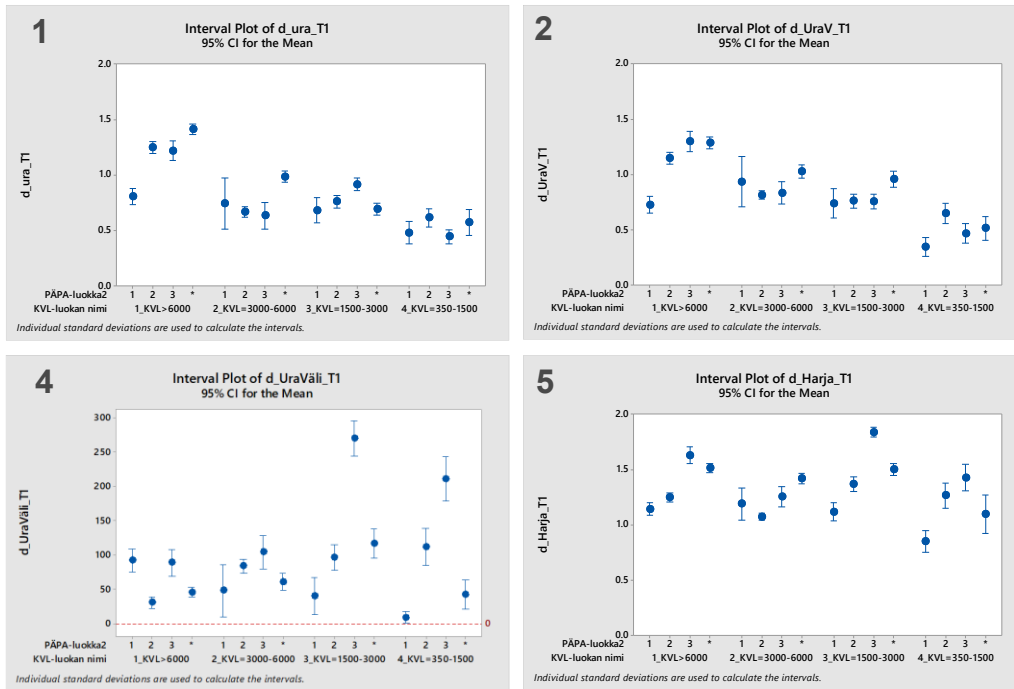 1
Interval Plot of d_ura_T1
95% CI for the Mean
2.0
1.5
1.0
0.5
0.0
d_ura_T1
PÄPA-luokka2 1 2 3 * 1 2 3 * 1 2 3 * 1 2 3 *
KVL-luokan nimi 1_KVL>6000 2_KVL=3000-6000 3_KVL=1500-3000 4_KVL=350-1500
Individual standard deviations are used to calculate the intervals.
2
Interval Plot of d_UraV_T1
95% CI for the Mean
2.0
1.5
1.0
0.5
0.0
d_UraV_T1
PÄPA-luokka2 1 2 3 * 1 2 3 * 1 2 3 * 1 2 3 *
KVL-luokan nimi 1_KVL>6000 2_KVL=3000-6000 3_KVL=1500-3000 4_KVL=350-1500
Individual standard deviations are used to calculate the intervals.
4
Interval Plot of d_UraVäli_T1
95% CI for the Mean
300
250
200
150
100
50
0
0
d_UraVäli_T1
PÄPA-luokka2 1 2 3 * 1 2 3 * 1 2 3 * 1 2 3 *
KVL-luokan nimi 1_KVL>6000 2_KVL=3000-6000 3_KVL=1500-3000 4_KVL=350-1500
Individual standard deviations are used to calculate the intervals.
5
Interval Plot of d_Harja_T1
95% CI for the Mean
2.0
1.5
1.0
0.5
0.0
d_Harja_T1
PÄPA-luokka2 1 2 3 * 1 2 3 * 1 2 3 * 1 2 3 *
KVL-luokan nimi 1_KVL>6000 2_KVL=3000-6000 3_KVL=1500-3000 4_KVL=350-1500
Individual standard deviations are used to calculate the intervals.